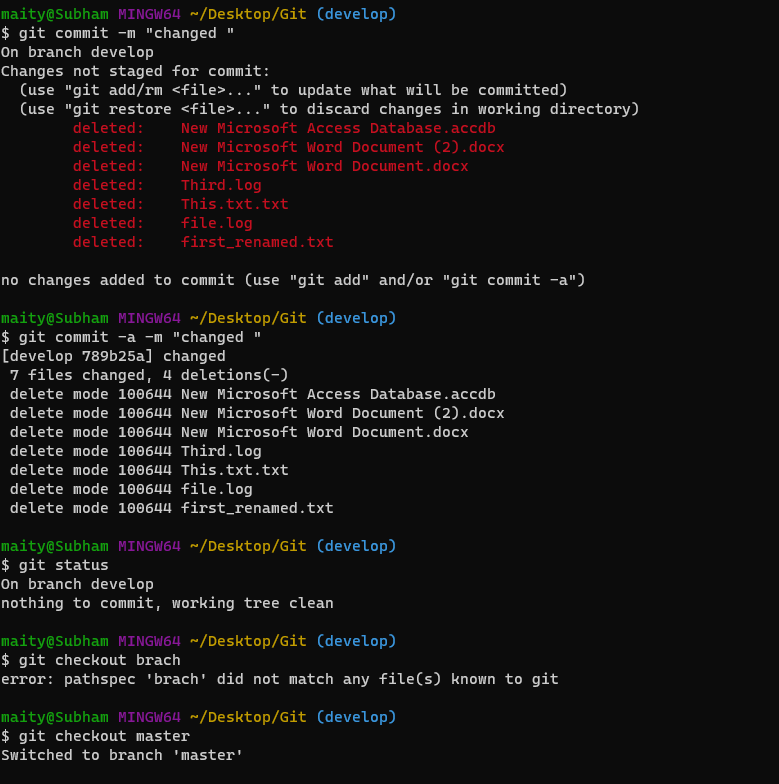 maity@Subham MINGW64 ~/Desktop/Git (develop)
$ git commit -m "changed "
On branch develop
Changes not staged for commit:
  (use "git add/rm <file>..." to update what will be committed)
  (use "git restore <file>..." to discard changes in working directory)
        deleted:    New Microsoft Access Database.accdb
        deleted:    New Microsoft Word Document (2).docx
        deleted:    New Microsoft Word Document.docx
        deleted:    Third.log
        deleted:    This.txt.txt
        deleted:    file.log
        deleted:    first_renamed.txt

no changes added to commit (use "git add" and/or "git commit -a")

maity@Subham MINGW64 ~/Desktop/Git (develop)
$ git commit -a -m "changed "
[develop 789b25a] changed
 7 files changed, 4 deletions(-)
 delete mode 100644 New Microsoft Access Database.accdb
 delete mode 100644 New Microsoft Word Document (2).docx
 delete mode 100644 New Microsoft Word Document.docx
 delete mode 100644 Third.log
 delete mode 100644 This.txt.txt
 delete mode 100644 file.log
 delete mode 100644 first_renamed.txt

maity@Subham MINGW64 ~/Desktop/Git (develop)
$ git status
On branch develop
nothing to commit, working tree clean

maity@Subham MINGW64 ~/Desktop/Git (develop)
$ git checkout brach
error: pathspec 'brach' did not match any file(s) known to git

maity@Subham MINGW64 ~/Desktop/Git (develop)
$ git checkout master
Switched to branch 'master'